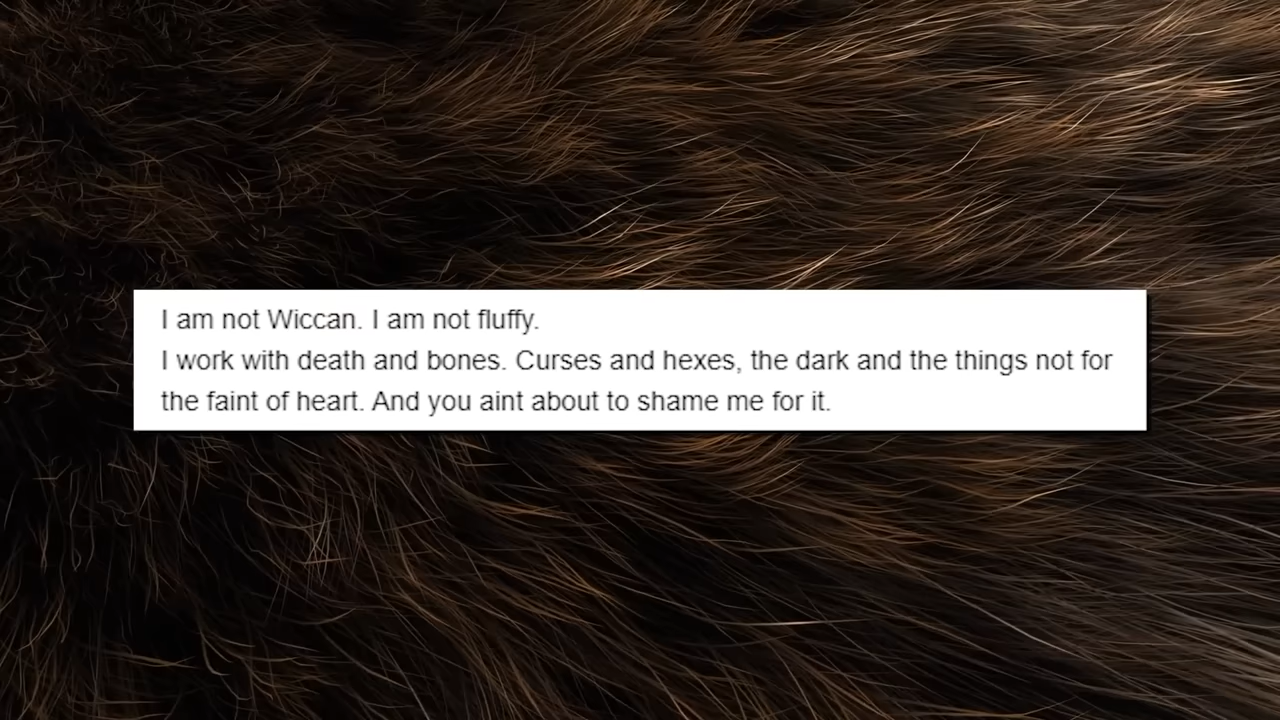 I am not Wiccan. I am not fluffy.
I work with death and bones. Curses and hexes, the dark and the things not for
the faint of heart. And you aint about to shame me for it.